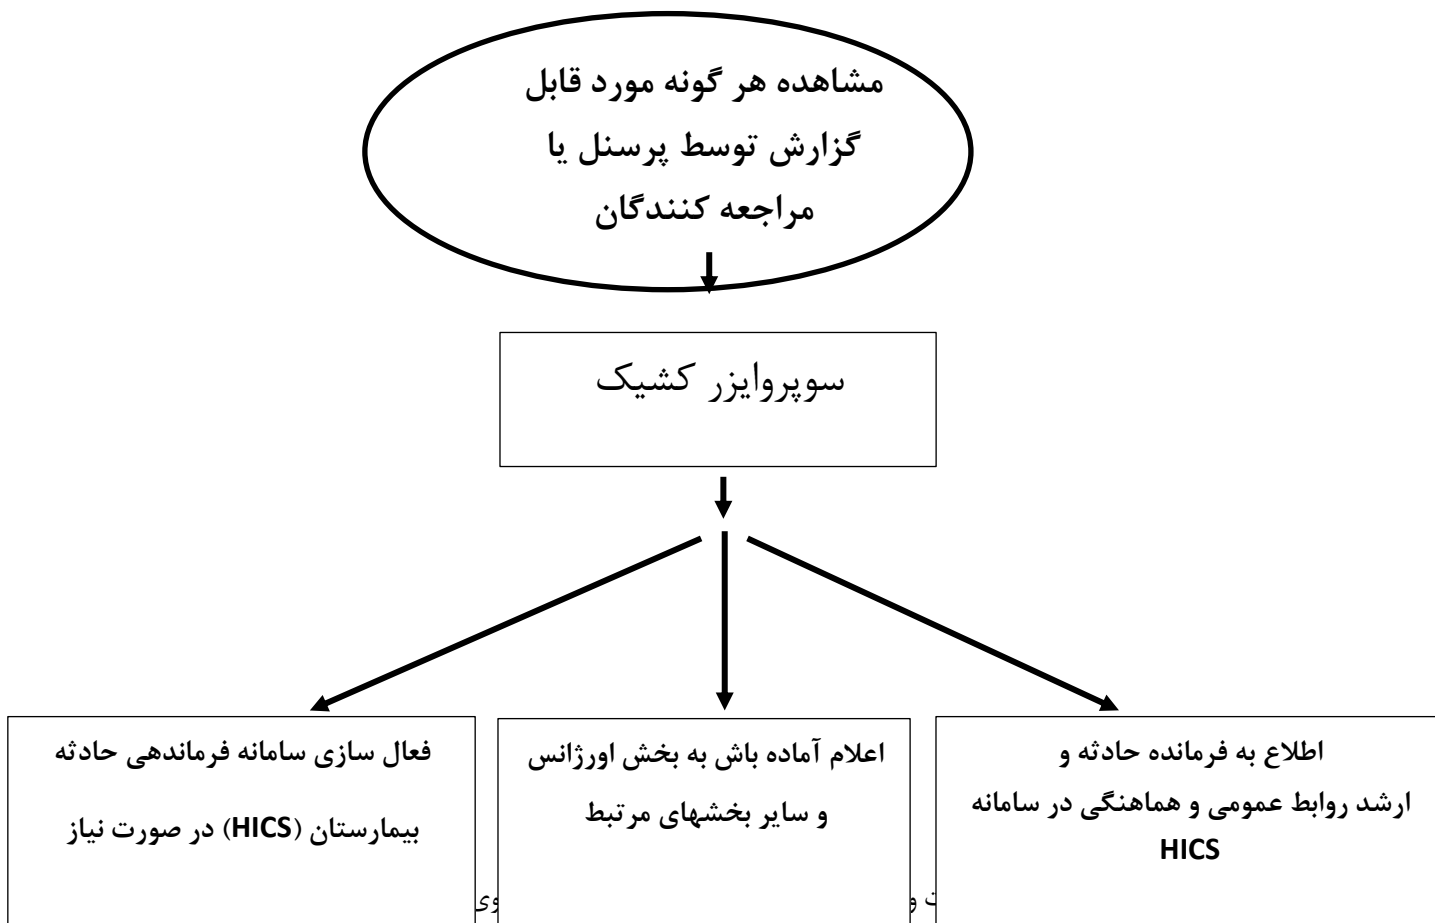 مشاهده هر گونه مورد قابل
گزارش توسط پرسنل یا
مراجعه کنندگان
سوپروایزر کشیک
اطلاع به فرمانده حادثه و
ارشد روابط عمومی و هماهنگی در سامانه
HICS
اعلام آماده باش به بخش اورژانس
و سایر بخشهای مرتبط
فعال سازی سامانه فرماندهی حادثه
بیمارستان (HICS) در صورت نیاز